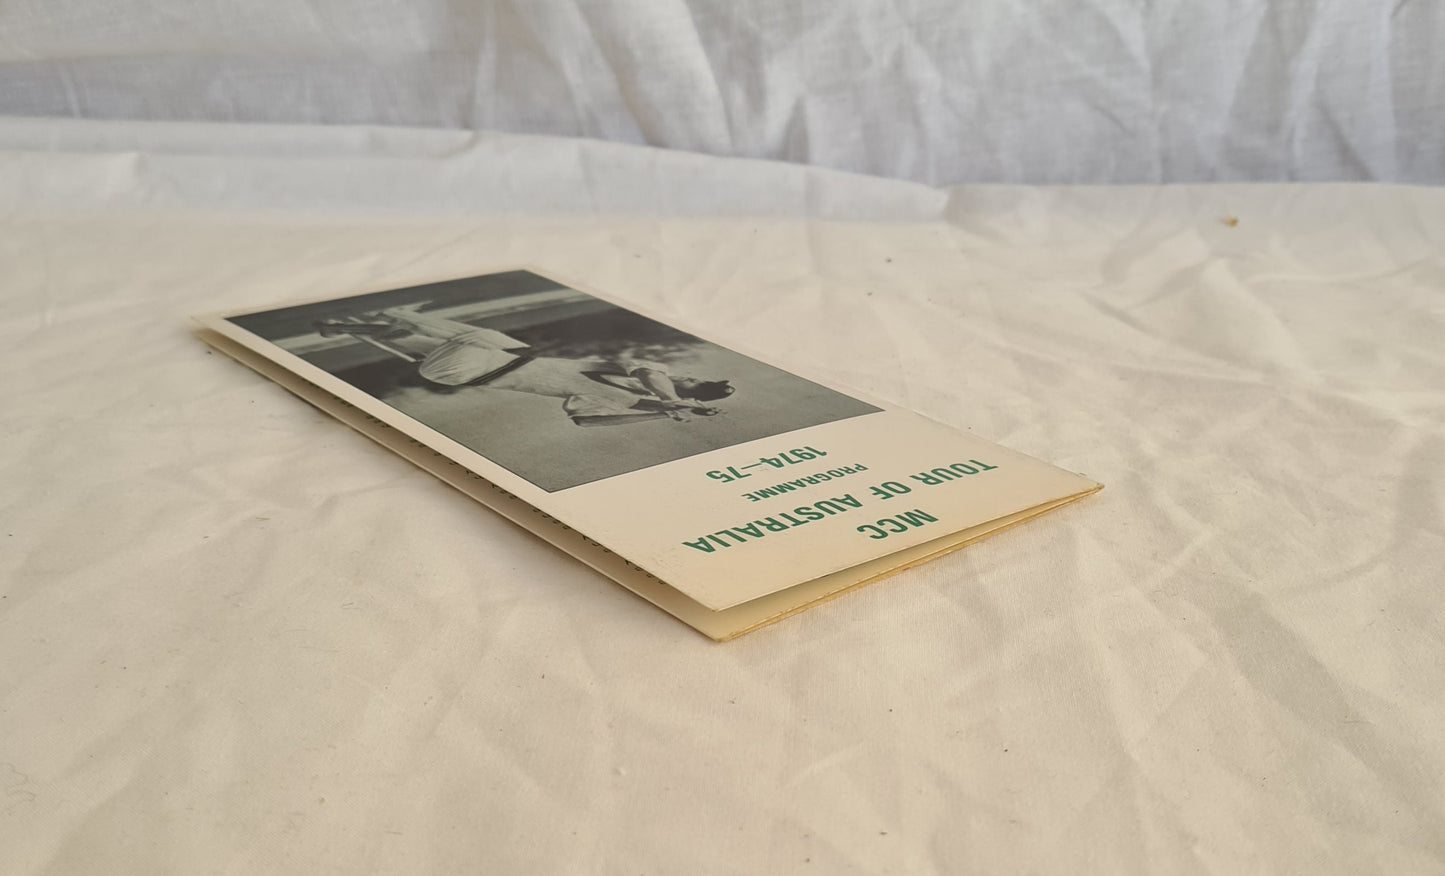 MCC
TOUR OF AUSTRALIA
PROGRAMME
1974—75